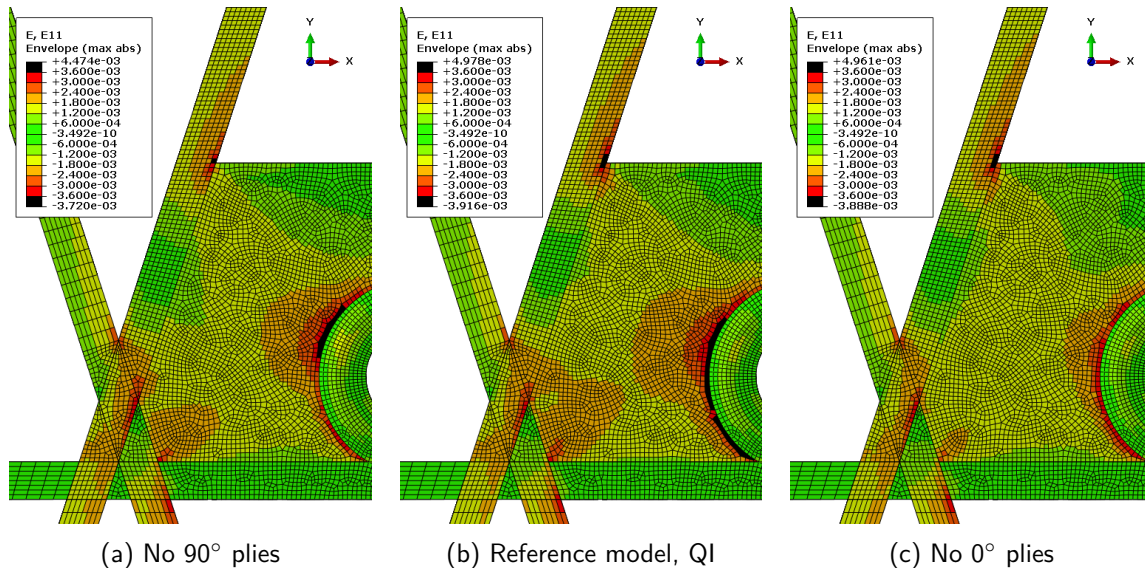 E, E11
Envelope (max abs)
+4.474e-03
+3.600e-03
+3.000e-03
+2.400e-03
+1.800e-03
+1.200e-03
+6.000e-04
-3.492e-10
-6.000e-04
-1.200e-03
-1.800e-03
-2.400e-03
-3.000e-03
-3.600e-03
-3.720e-03
Y
X
(a) No 90° plies
E, E11
Envelope (max abs)
+4.978e-03
+3.600e-03
+3.000e-03
+2.400e-03
+1.800e-03
+1.200e-03
+6.000e-04
-3.492e-10
-6.000e-04
-1.200e-03
-1.800e-03
-2.400e-03
-3.000e-03
-3.600e-03
-3.916e-03
Y
X
(b) Reference model, QI
E, E11
Envelope (max abs)
+4.961e-03
+3.600e-03
+3.000e-03
+2.400e-03
+1.800e-03
+1.200e-03
+6.000e-04
-3.492e-10
-6.000e-04
-1.200e-03
-1.800e-03
-2.400e-03
-3.000e-03
-3.600e-03
-3.888e-03
Y
X
(c) No 0° plies